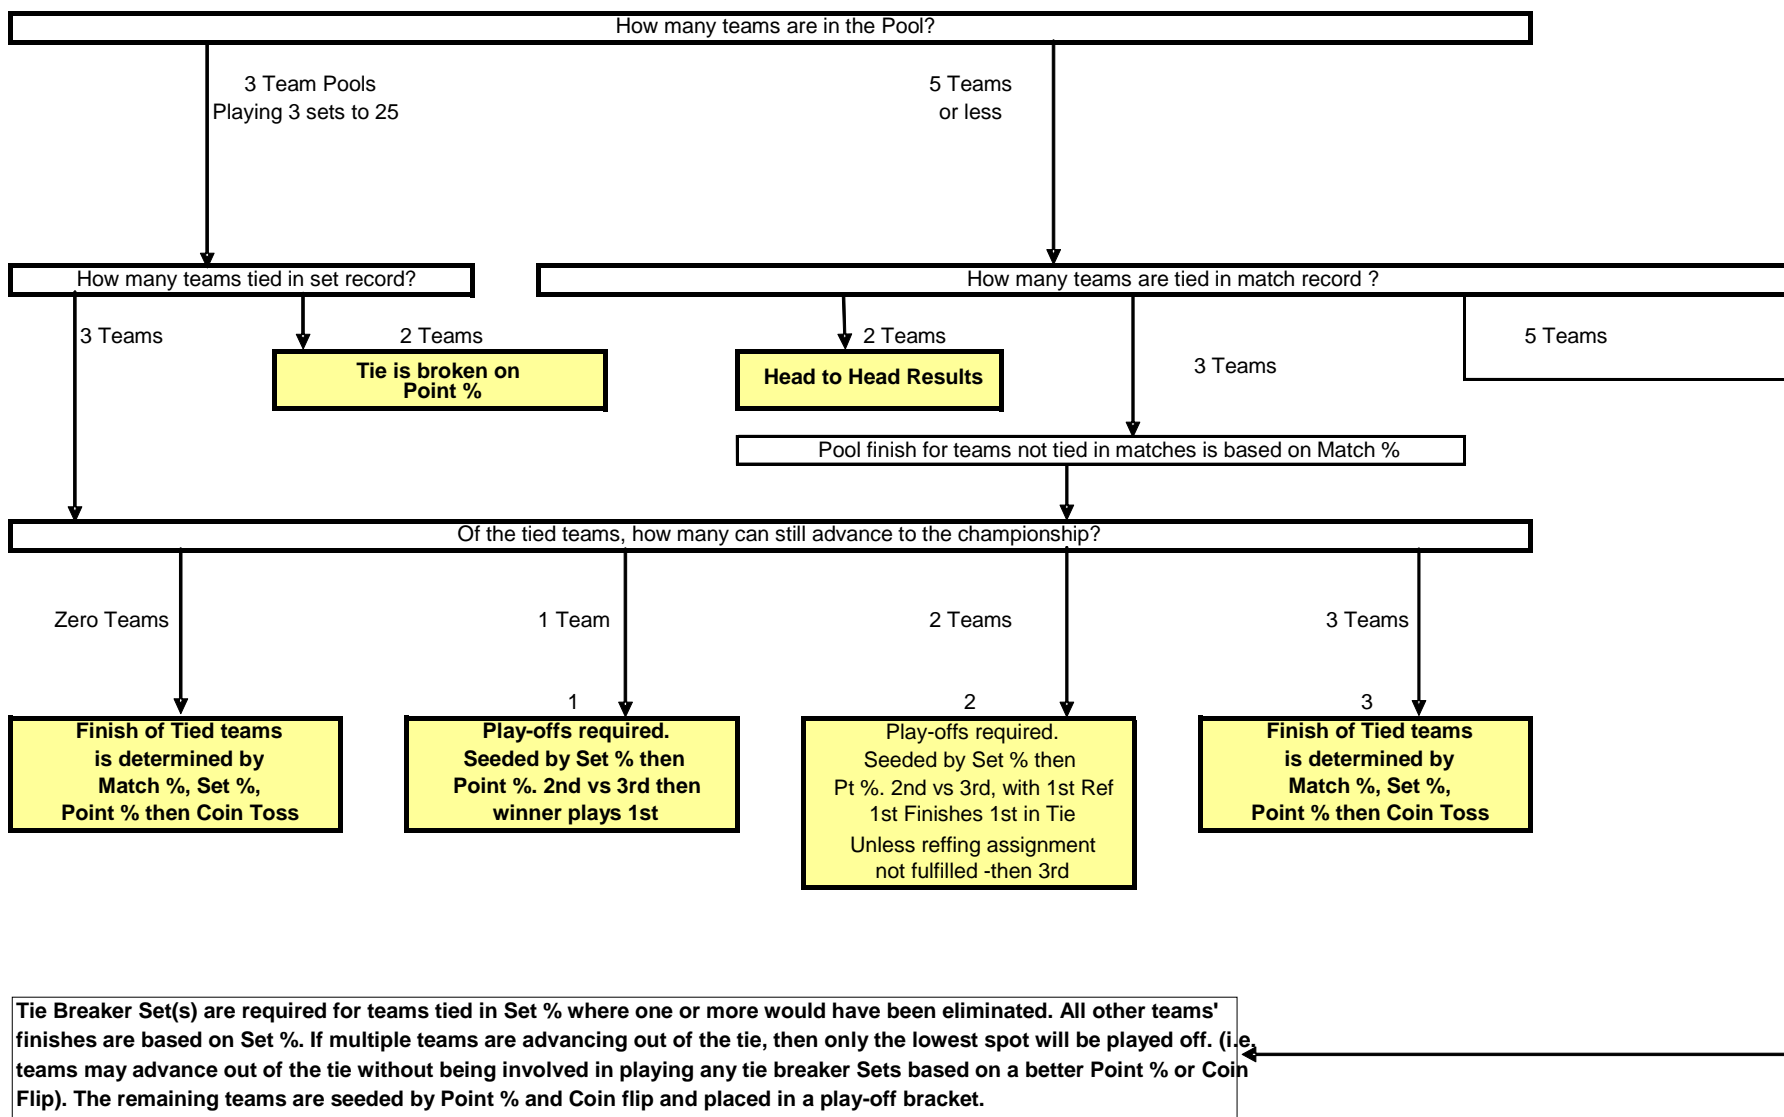 How many teams are in the Pool?
3 Team Pools
Playing 3 sets to 25
5 Teams
or less
How many teams tied in set record?
How many teams are tied in match record ?
3 Teams
2 Teams
2 Teams
3 Teams
5 Teams
Tie is broken on
Point %
Head to Head Results
Pool finish for teams not tied in matches is based on Match %
Of the tied teams, how many can still advance to the championship?
Zero Teams
1 Team
2 Teams
3 Teams
1
2
3
Finish of Tied teams
is determined by
Match %, Set %,
Point % then Coin Toss
Play-offs required.
Seeded by Set % then
Point %. 2nd vs 3rd then
winner plays 1st
Play-offs required.
Seeded by Set % then
Pt %. 2nd vs 3rd, with 1st Ref
1st Finishes 1st in Tie
Unless reffing assignment
not fulfilled -then 3rd
Finish of Tied teams
is determined by
Match %, Set %,
Point % then Coin Toss
Tie Breaker Set(s) are required for teams tied in Set % where one or more would have been eliminated. All other teams'
finishes are based on Set %. If multiple teams are advancing out of the tie, then only the lowest spot will be played off. (i.e.
teams may advance out of the tie without being involved in playing any tie breaker Sets based on a better Point % or Coin
Flip). The remaining teams are seeded by Point % and Coin flip and placed in a play-off bracket.